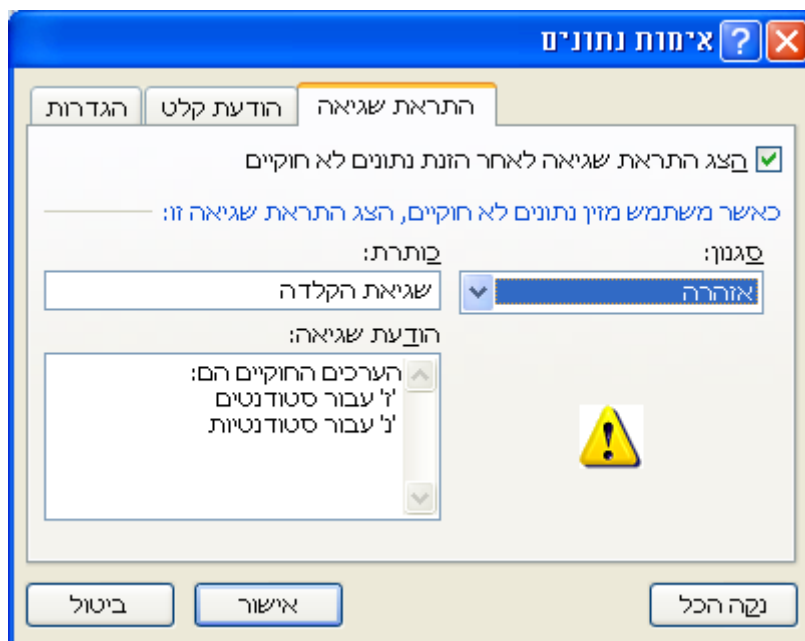 אימות נתונים
הגדרות
הודעת קלט
התראת שגיאה
הצג התראת שגיאה לאחר הזנת נתונים לא חוקיים
כאשר משתמש מזין נתונים לא חוקיים, הצג התראת שגיאה זו:
סגנון:
אזהרה
כותרת:
שגיאת הקלדה
הודעת שגיאה:
הערכים החוקיים הם:
'ז' עבור סטודנטים
'נ' עבור סטודנטיות
נקה הכל
אישור
ביטול